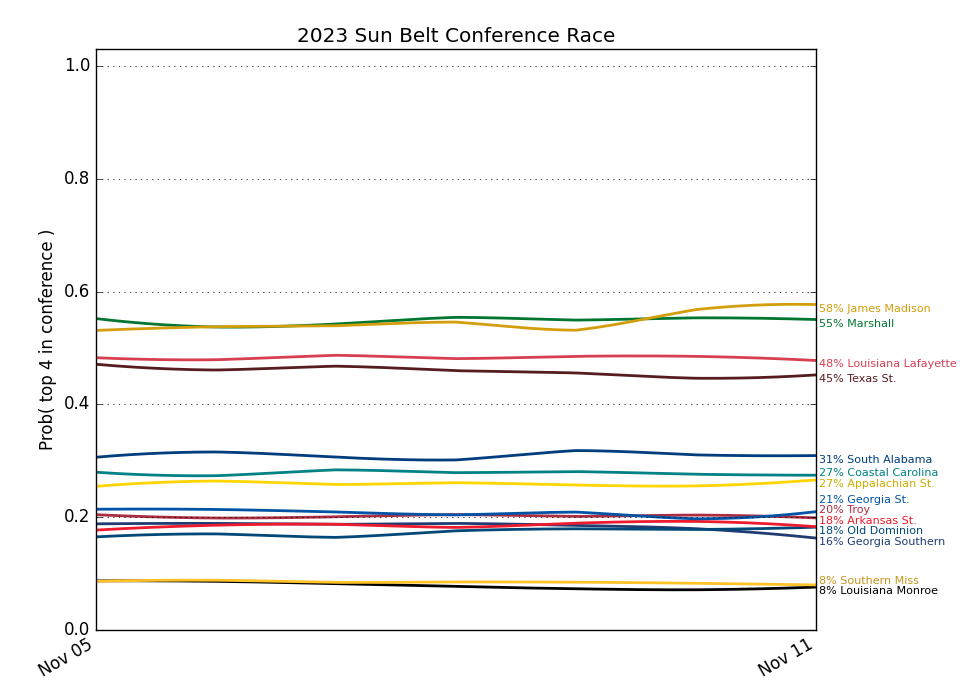 2023 Sun Belt Conference Race
Prob( top 4 in conference )
1.0
0.8
0.6
0.4
0.2
0.0
Nov 05
Nov 11
58% James Madison
55% Marshall
48% Louisiana Lafayette
45% Texas St.
31% South Alabama
27% Coastal Carolina
27% Appalachian St.
21% Georgia St.
20% Troy
18% Arkansas St.
18% Old Dominion
16% Georgia Southern
8% Southern Miss
8% Louisiana Monroe